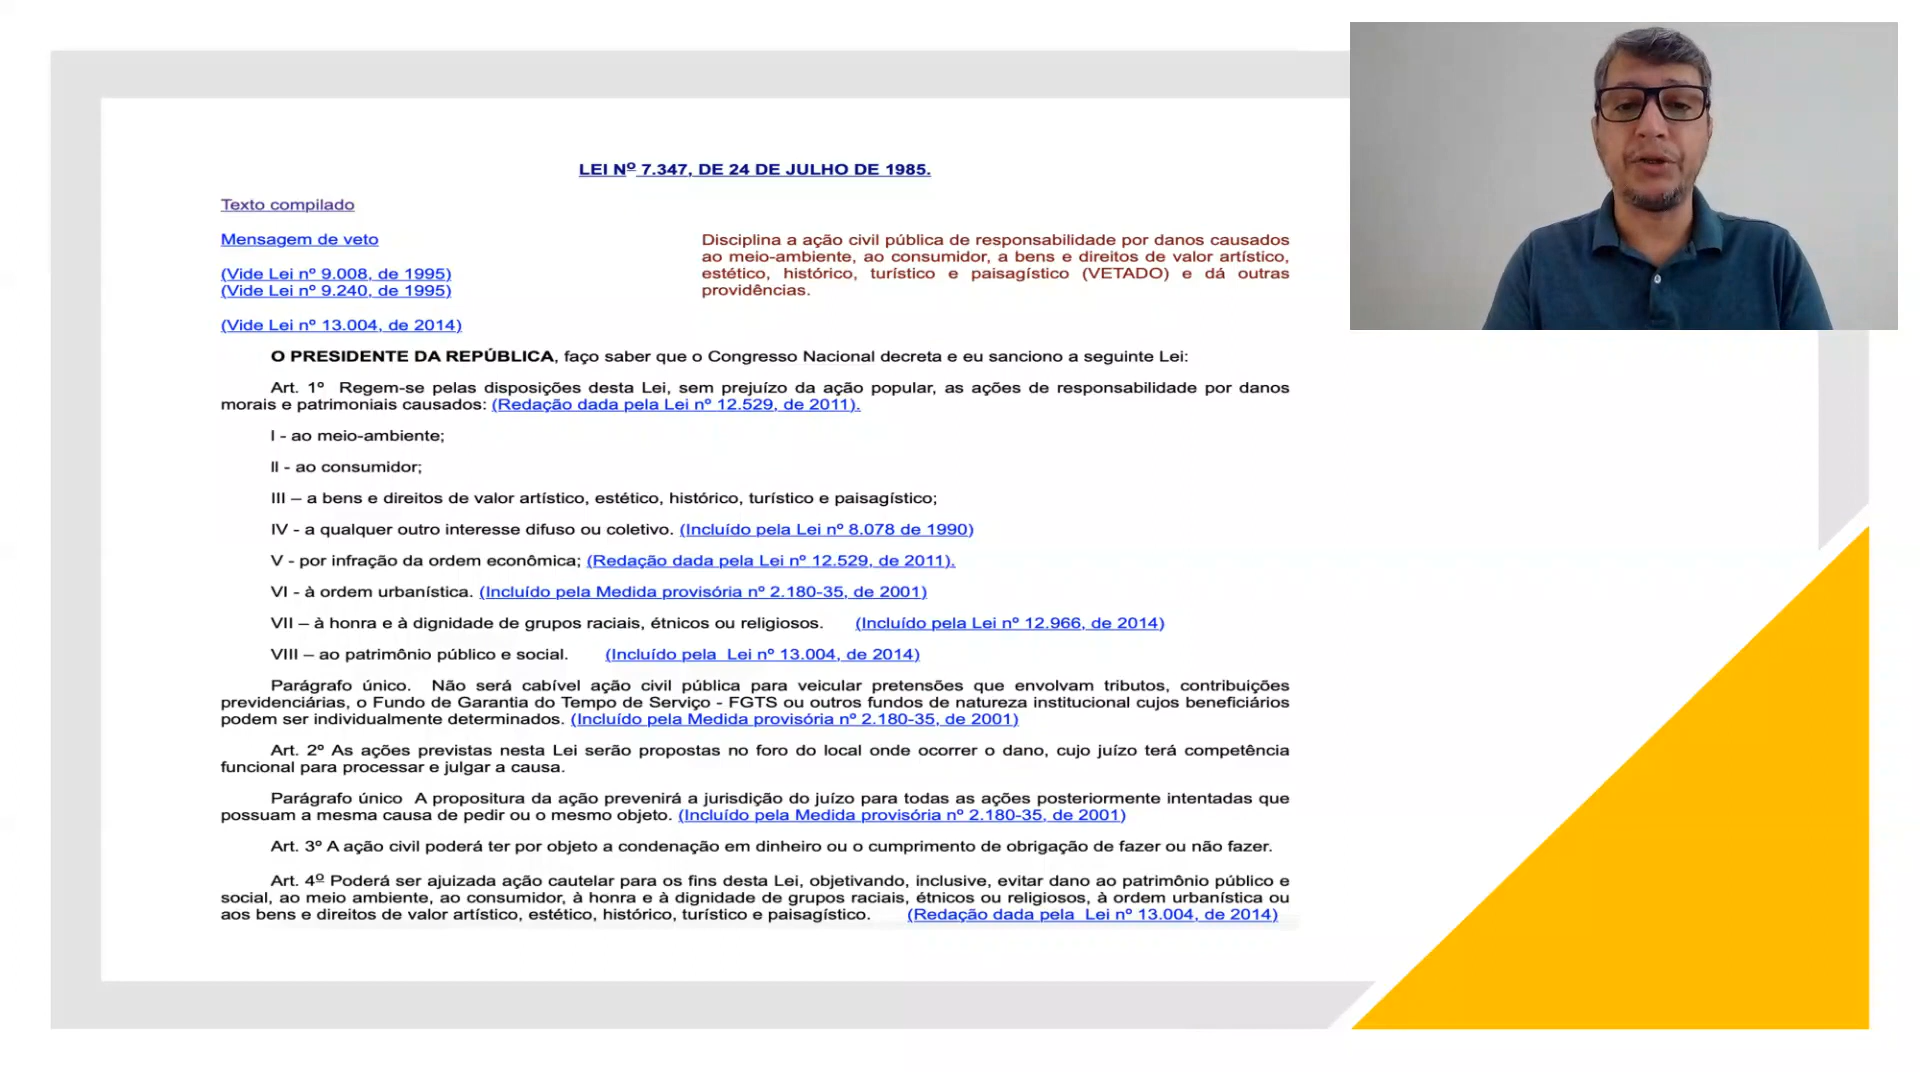 LEI Nº 7.347, DE 24 DE JULHO DE 1985.
Texto compilado
Mensagem de veto
(Vide Lei nº 9.008, de 1995)
(Vide Lei nº 9.240, de 1995)
(Vide Lei nº 13.004, de 2014)
Disciplina a ação civil pública de responsabilidade por danos causados
ao meio-ambiente, ao consumidor, a bens e direitos de valor artístico,
estético, histórico, turístico e paisagístico (VETADO) e dá outras
providências.
O PRESIDENTE DA REPÚBLICA, faço saber que o Congresso Nacional decreta e eu sanciono a seguinte Lei:
Art. 1º Regem-se pelas disposições desta Lei, sem prejuízo da ação popular, as ações de responsabilidade por danos
morais e patrimoniais causados: (Redação dada pela Lei nº 12.529, de 2011).
I - ao meio-ambiente;
II - ao consumidor;
III – a bens e direitos de valor artístico, estético, histórico, turístico e paisagístico;
IV - a qualquer outro interesse difuso ou coletivo. (Incluído pela Lei nº 8.078 de 1990)
V - por infração da ordem econômica; (Redação dada pela Lei nº 12.529, de 2011).
VI - à ordem urbanística. (Incluído pela Medida provisória nº 2.180-35, de 2001)
VII – à honra e à dignidade de grupos raciais, étnicos ou religiosos. (Incluído pela Lei nº 12.966, de 2014)
VIII – ao patrimônio público e social. (Incluído pela Lei nº 13.004, de 2014)
Parágrafo único. Não será cabível ação civil pública para veicular pretensões que envolvam tributos, contribuições
previdenciárias, o Fundo de Garantia do Tempo de Serviço - FGTS ou outros fundos de natureza institucional cujos beneficiários
podem ser individualmente determinados. (Incluído pela Medida provisória nº 2.180-35, de 2001)
Art. 2º As ações previstas nesta Lei serão propostas no foro do local onde ocorrer o dano, cujo juízo terá competência
funcional para processar e julgar a causa.
Parágrafo único A propositura da ação prevenirá a jurisdição do juízo para todas as ações posteriormente intentadas que
possuam a mesma causa de pedir ou o mesmo objeto. (Incluído pela Medida provisória nº 2.180-35, de 2001)
Art. 3º A ação civil poderá ter por objeto a condenação em dinheiro ou o cumprimento de obrigação de fazer ou não fazer.
Art. 4º Poderá ser ajuizada ação cautelar para os fins desta Lei, objetivando, inclusive, evitar dano ao patrimônio público e
social, ao meio ambiente, ao consumidor, à honra e à dignidade de grupos raciais, étnicos ou religiosos, à ordem urbanística ou
aos bens e direitos de valor artístico, estético, histórico, turístico e paisagístico. (Redação dada pela Lei nº 13.004, de 2014)